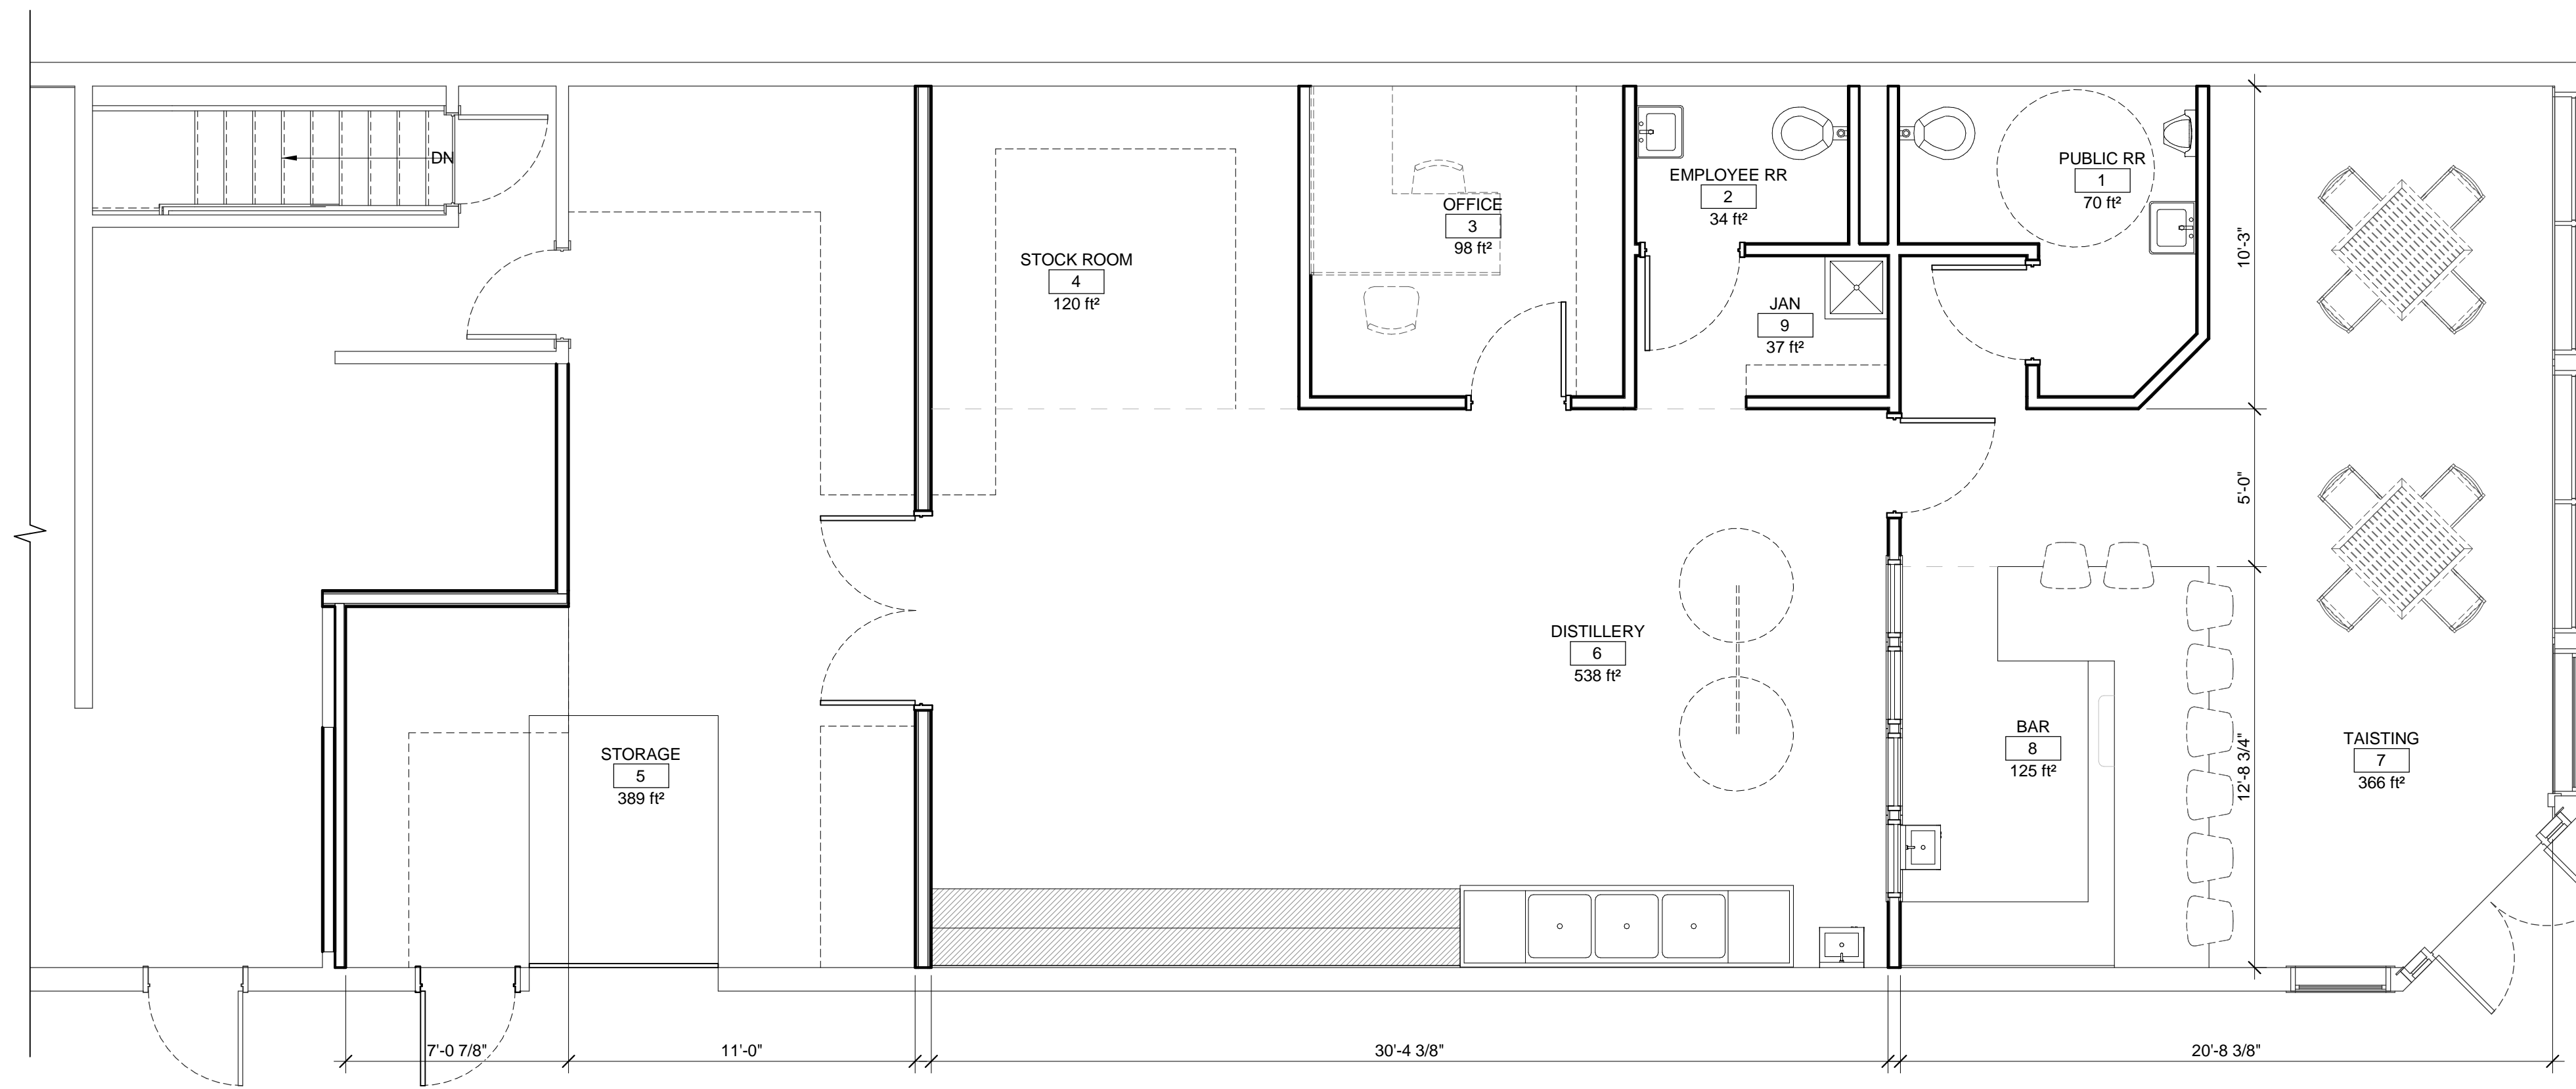 DN
PUBLIC RR
1
70 ft²
EMPLOYEE RR
2
34 ft²
OFFICE
3
98 ft²
STOCK ROOM
4
120 ft²
JAN
9
37 ft²
10'-3"
5'-0"
12'-8 3/4"
DISTILLERY
6
538 ft²
BAR
8
125 ft²
TAISTING
7
366 ft²
STORAGE
5
389 ft²
7'-0 7/8"
11'-0"
30'-4 3/8"
20'-8 3/8"